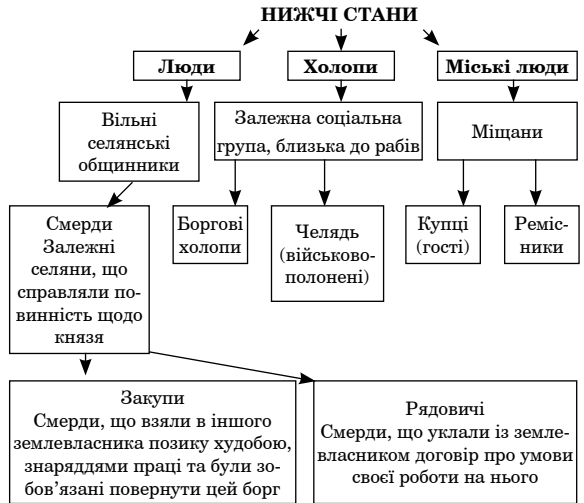 НИЖЧІ СТАНИ
Люди
Холопи
Міські люди
Вільні
селянські
общинники
Залежна соціальна
група, близька до рабів
Міщани
Смерди
Залежні
селяни, що
справляли по-
винність щодо
князя
Боргові
холопи
Челядь
(військово-
полонені)
Купці
(гості)
Реміс-
ники
Закупи
Смерди, що взяли в іншого
землевласника позику худобою,
знаряддями праці та були зо-
бов’язані повернути цей борг
Рядовичі
Смерди, що уклали із земле-
власником договір про умови
своєї роботи на нього